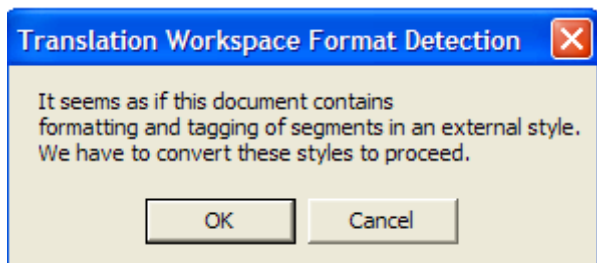 Translation Workspace Format Detection
It seems as if this document contains
formatting and tagging of segments in an external style.
We have to convert these styles to proceed.
OK
Cancel